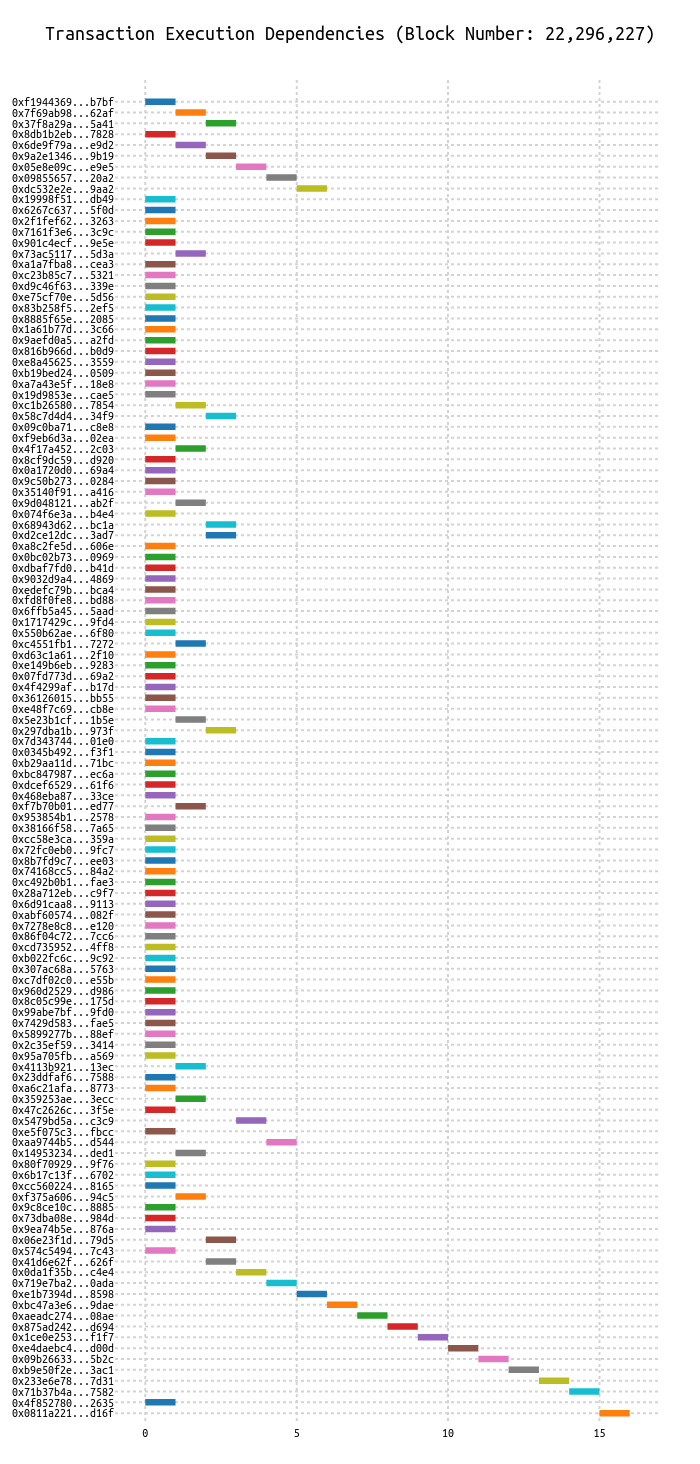 Transaction Execution Dependencies (Block Number: 22,296,227)
0xf1944369...b7bf
0x7f69ab98...62af
0x37f8a29a...5a41
0x8db1b2eb...7828
0x6de9f79a...e9d2
0x9a2e1346...9b19
0x05e8e09c...e9e5
0x09855657...20a2
0xdc532e2e...9aa2
0x19998f51...db49
0x6267c637...5f0d
0x2f1fef62...3263
0x7161f3e6...3c9c
0x901c4ecf...9e5e
0x73ac5117...5d3a
0xa1a7fba8...cea3
0xc23b85c7...5321
0xd9c46f63...339e
0xe75cf70e...5d56
0x83b258f5...2ef5
0x8885f65e...2085
0x1a61b77d...3c66
0x9aefd0a5...a2fd
0x816b966d...b0d9
0xe8a45625...3559
0xb19bed24...0509
0xa7a43e5f...18e8
0x19d9853e...cae5
0xc1b26580...7854
0x58c7d4d4...34f9
0x09c0ba71...c8e8
0xf9eb6d3a...02ea
0x4f17a452...2c03
0x8cf9dc59...d920
0x0a1720d0...69a4
0x9c50b273...0284
0x35140f91...a416
0x9d048121...ab2f
0x074f6e3a...b4e4
0x68943d62...bc1a
0xd2ce12dc...3ad7
0xa8c2fe5d...606e
0x0bc02b73...0969
0xdbaf7fd0...b41d
0x9032d9a4...4869
0xedefc79b...bca4
0xfd8f0fe8...bd88
0x6ffb5a45...5aad
0x1717429c...9fd4
0x550b62ae...6f80
0xc4551fb1...7272
0xd63c1a61...2f10
0xe149b6eb...9283
0x07fd773d...69a2
0x4f4299af...b17d
0x36126015...bb55
0xe48f7c69...cb8e
0x5e23b1cf...1b5e
0x297dba1b...973f
0x7d343744...01e0
0x0345b492...f3f1
0xb29aa11d...71bc
0xbc847987...ec6a
0xdcef6529...61f6
0x468eba87...33ce
0xf7b70b01...ed77
0x953854b1...2578
0x38166f58...7a65
0xcc58e3ca...359a
0x72fc0eb0...9fc7
0x8b7fd9c7...ee03
0x74168cc5...84a2
0xc492b0b1...fae3
0x28a712eb...c9f7
0x6d91caa8...9113
0xabf60574...082f
0x7278e8c8...e120
0x86f04c72...7cc6
0xcd735952...4ff8
0xb022fc6c...9c92
0x307ac68a...5763
0xc7df02c0...e55b
0x960d2529...d986
0x8c05c99e...175d
0x99abe7bf...9fd0
0x7429d583...fae5
0x5899277b...88ef
0x2c35ef59...3414
0x95a705fb...a569
0x4113b921...13ec
0x23ddfaf6...7588
0xa6c21afa...8773
0x359253ae...3ecc
0x47c2626c...3f5e
0x5479bd5a...c3c9
0xe5f075c3...fbcc
0xaa9744b5...d544
0x14953234...ded1
0x80f70929...9f76
0x6b17c13f...6702
0xcc560224...8165
0xf375a606...94c5
0x9c8ce10c...8885
0x73dba08e...984d
0x9ea74b5e...876a
0x06e23f1d...79d5
0x574c5494...7c43
0x41d6e62f...626f
0x0da1f35b...c4e4
0x719e7ba2...0ada
0xe1b7394d...8598
0xbc47a3e6...9dae
0xaeadc274...08ae
0x875ad242...d694
0x1ce0e253...f1f7
0xe4daebc4...d00d
0x09b26633...5b2c
0xb9e50f2e...3ac1
0x233e6e78...7d31
0x71b37b4a...7582
0x4f852780...2635
0x0811a221...d16f
0 5 10 15